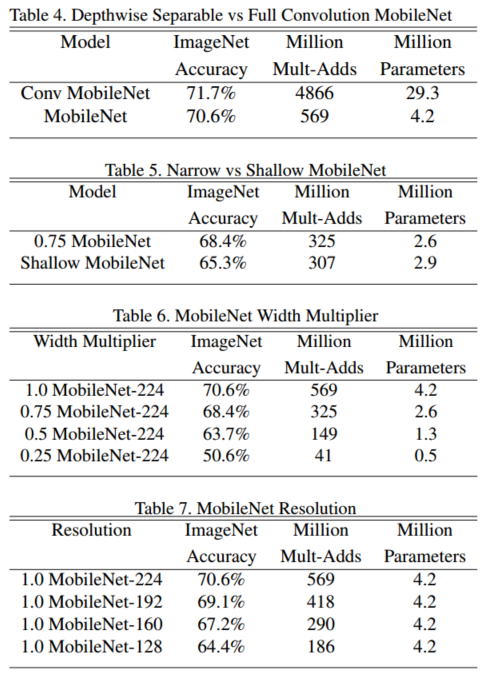 Table 4. Depthwise Separable vs Full Convolution MobileNet
Model ImageNet Million Million
Accuracy Mult-Adds Parameters
Conv MobileNet 71.7% 4866 29.3
MobileNet 70.6% 569 4.2
Table 5. Narrow vs Shallow MobileNet
Model ImageNet Million Million
Accuracy Mult-Adds Parameters
0.75 MobileNet 68.4% 325 2.6
Shallow MobileNet 65.3% 307 2.9
Table 6. MobileNet Width Multiplier
Width Multiplier ImageNet Million Million
Accuracy Mult-Adds Parameters
1.0 MobileNet-224 70.6% 569 4.2
0.75 MobileNet-224 68.4% 325 2.6
0.5 MobileNet-224 63.7% 149 1.3
0.25 MobileNet-224 50.6% 41 0.5
Table 7. MobileNet Resolution
Resolution ImageNet Million Million
Accuracy Mult-Adds Parameters
1.0 MobileNet-224 70.6% 569 4.2
1.0 MobileNet-192 69.1% 418 4.2
1.0 MobileNet-160 67.2% 290 4.2
1.0 MobileNet-128 64.4% 186 4.2